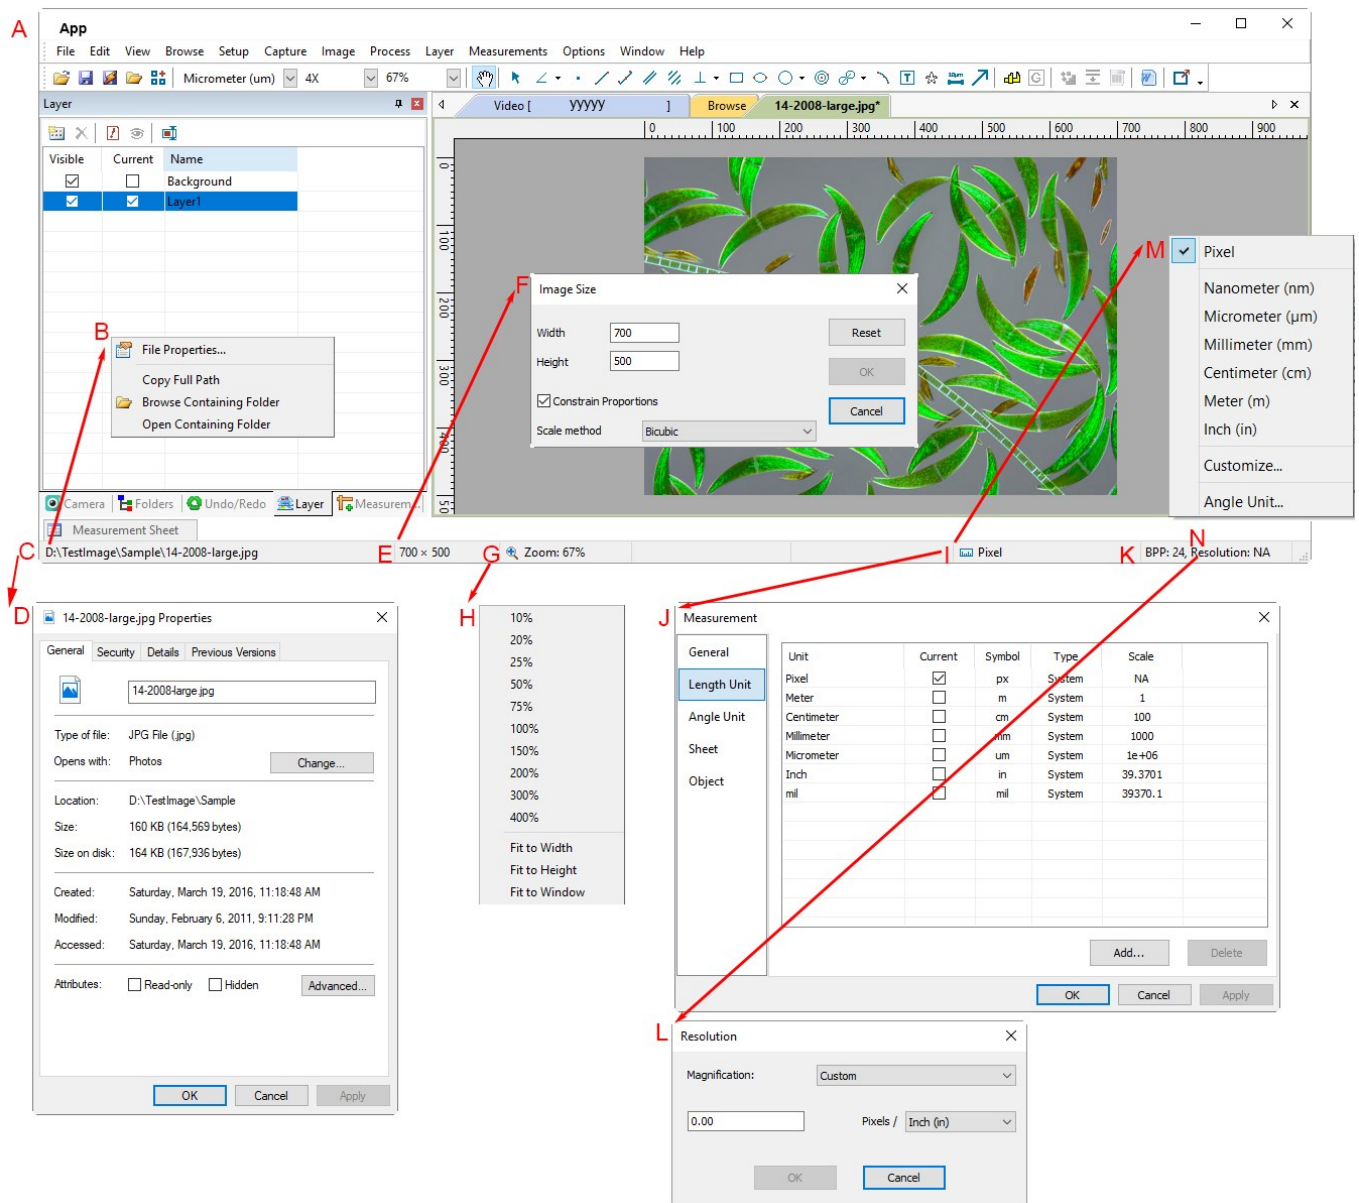 A
App
File Edit View Browse Setup Capture Image Process Layer Measurements Options Window Help
Micrometer (um) 4X 67%
Layer
Video [ yyyyy ] Browse 14-2008-large.jpg*
0 100 200 300 400 500 600 700 800 900
Visible Current Name
Background
Layer1
0
100
200
300
400
50
B
File Properties...
Copy Full Path
Browse Containing Folder
Open Containing Folder
F
Image Size
Width 700 Reset
Height 500 OK
Constrain Proportions Cancel
Scale method Bicubic
M
Pixel
Nanometer (nm)
Micrometer (µm)
Millimeter (mm)
Centimeter (cm)
Meter (m)
Inch (in)
Customize...
Angle Unit...
Camera Folders Undo/Redo Layer Measurem...
Measurement Sheet
C D:\TestImage\Sample\14-2008-large.jpg E 700 × 500 G Zoom: 67% I Pixel K BPP: 24, Resolution: NA N
D
14-2008-large.jpg Properties
General Security Details Previous Versions
14-2008-large.jpg
Type of file: JPG File (.jpg)
Opens with: Photos Change...
Location: D:\TestImage\Sample
Size: 160 KB (164,569 bytes)
Size on disk: 164 KB (167,936 bytes)
Created: Saturday, March 19, 2016, 11:18:48 AM
Modified: Sunday, February 6, 2011, 9:11:28 PM
Accessed: Saturday, March 19, 2016, 11:18:48 AM
Attributes: Read-only Hidden Advanced...
OK Cancel Apply
H
10%
20%
25%
50%
75%
100%
150%
200%
300%
400%
Fit to Width
Fit to Height
Fit to Window
J
Measurement
General
Length Unit
Angle Unit
Sheet
Object
Unit Current Symbol Type Scale
Pixel px System NA
Meter m System 1
Centimeter cm System 100
Millimeter mm System 1000
Micrometer um System 1e+06
Inch in System 39.3701
mil mil System 39370.1
Add... Delete
OK Cancel Apply
L
Resolution
Magnification: Custom
0.00 Pixels / Inch (in)
OK Cancel